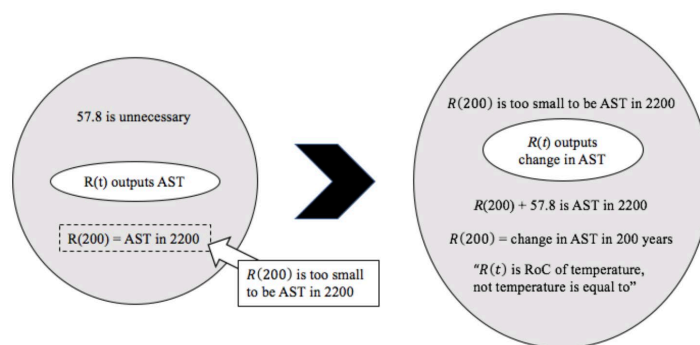 57.8 is unnecessary
R(t) outputs AST
R(200) = AST in 2200
R(200) is too small
to be AST in 2200
R(200) is too small to be AST in 2200
R(t) outputs
change in AST
R(200) + 57.8 is AST in 2200
R(200) = change in AST in 200 years
“R(t) is RoC of temperature,
not temperature is equal to”